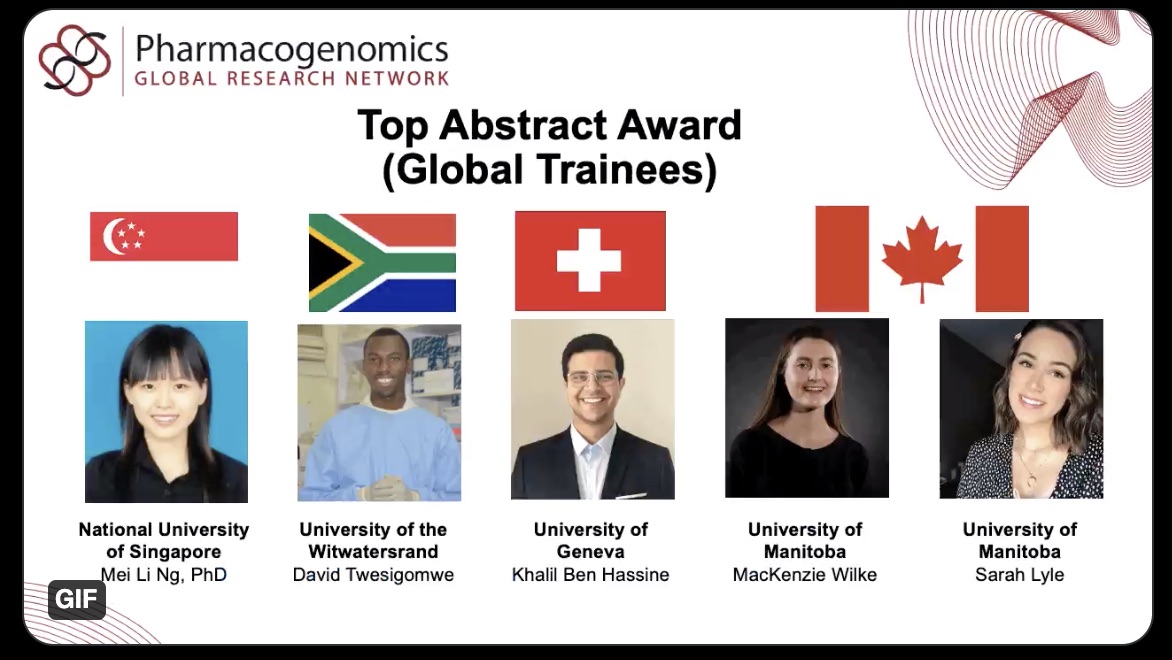 Pharmacogenomics
GLOBAL RESEARCH NETWORK
Top Abstract Award
(Global Trainees)
National University
of Singapore
Mei Li Ng, PhD
University of the
Witwatersrand
David Twesigomwe
University of
Geneva
Khalil Ben Hassine
University of
Manitoba
MacKenzie Wilke
University of
Manitoba
Sarah Lyle
GIF